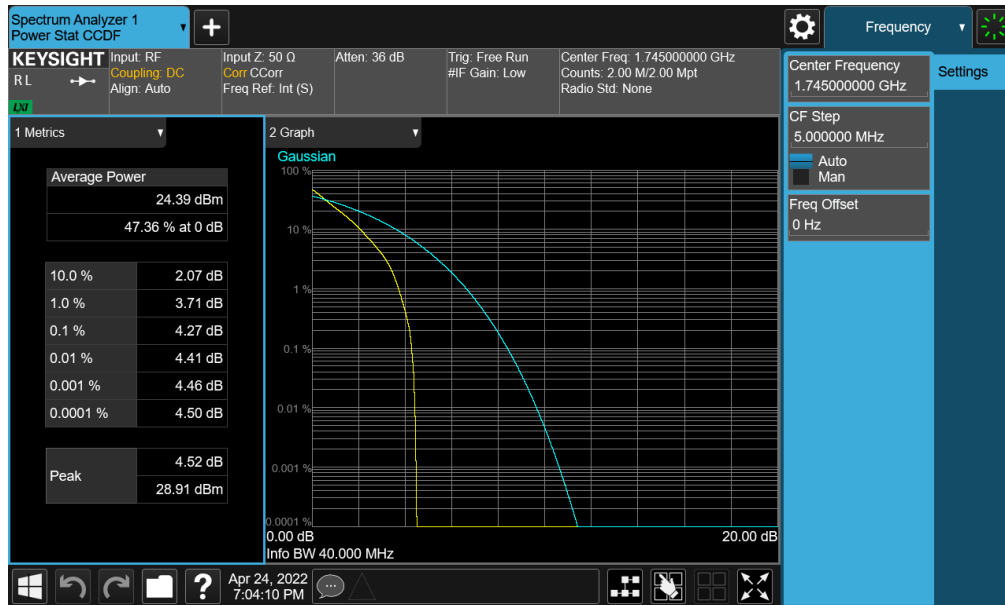 Spectrum Analyzer 1
Power Stat CCDF
Frequency
KEYSIGHT
R L
LXI
Input: RF
Coupling: DC
Align: Auto
Input Z: 50 Ω
Corr CCorr
Freq Ref: Int (S)
Atten: 36 dB
Trig: Free Run
#IF Gain: Low
Center Freq: 1.745000000 GHz
Counts: 2.00 M/2.00 Mpt
Radio Std: None
Center Frequency
1.745000000 GHz
Settings
CF Step
5.000000 MHz
Auto
Man
Freq Offset
0 Hz
1 Metrics
Average Power
24.39 dBm
47.36 % at 0 dB
10.0 % 2.07 dB
1.0 % 3.71 dB
0.1 % 4.27 dB
0.01 % 4.41 dB
0.001 % 4.46 dB
0.0001 % 4.50 dB
Peak 4.52 dB
28.91 dBm
2 Graph
Gaussian
100 %
10 %
1 %
0.1 %
0.01 %
0.001 %
0.0001 %
0.00 dB 20.00 dB
Info BW 40.000 MHz
Apr 24, 2022
7:04:10 PM